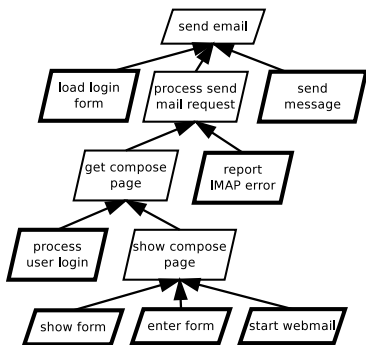 send email
load login
form
process send
mail request
send
message
get compose
page
report
IMAP error
process
user login
show compose
page
show form
enter form
start webmail